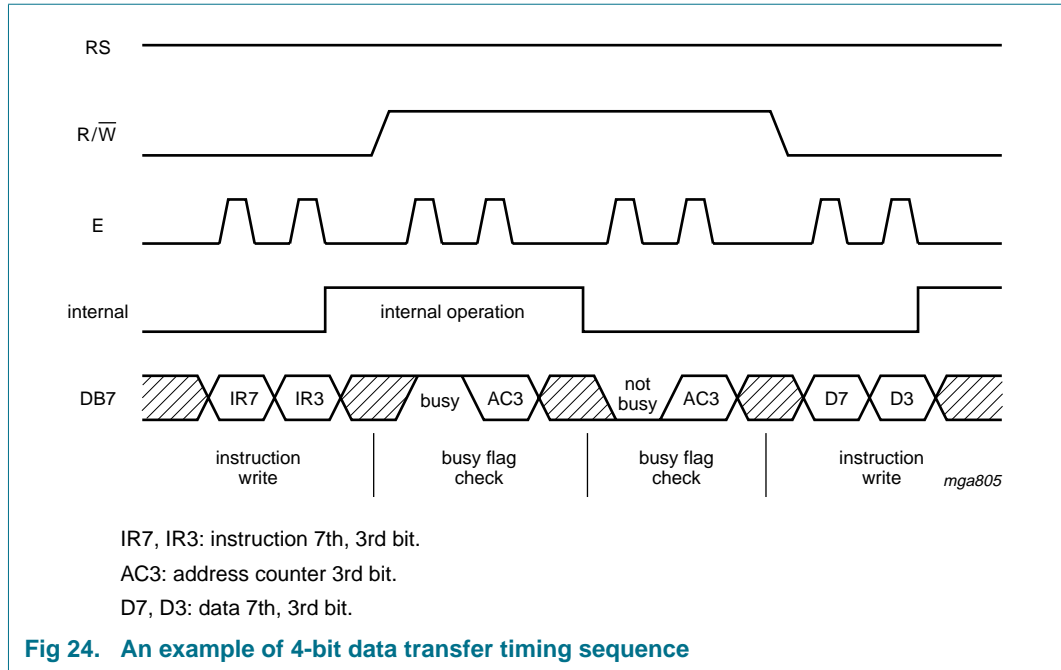 RS
R/W̅
E
internal
internal operation
DB7
IR7 IR3 busy AC3 not busy AC3 D7 D3
instruction write
busy flag check
busy flag check
instruction write
mga805
IR7, IR3: instruction 7th, 3rd bit.
AC3: address counter 3rd bit.
D7, D3: data 7th, 3rd bit.
Fig 24. An example of 4-bit data transfer timing sequence